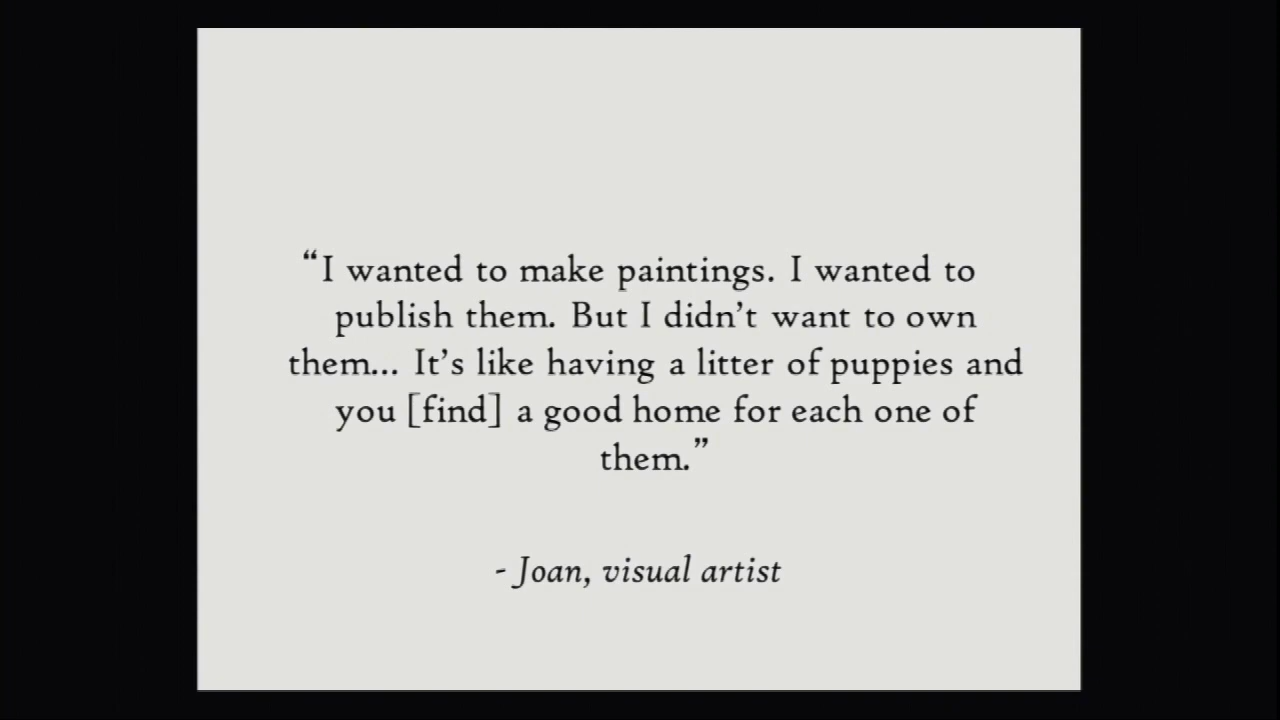 “I wanted to make paintings. I wanted to
publish them. But I didn’t want to own
them... It’s like having a litter of puppies and
you [find] a good home for each one of
them.”
- Joan, visual artist